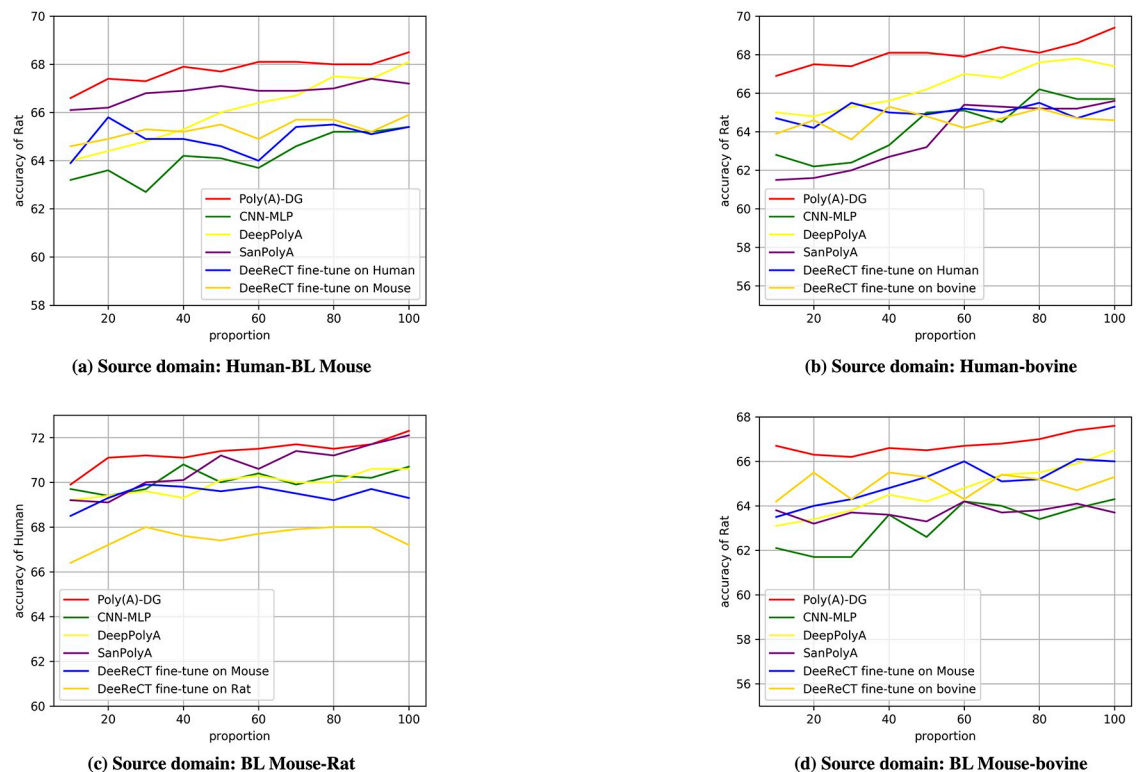 70
68
66
64
62
60
58
accuracy of Rat
Poly(A)-DG
CNN-MLP
DeepPolyA
SanPolyA
DeeReCT fine-tune on Human
DeeReCT fine-tune on Mouse
20 40 60 80 100
proportion
(a) Source domain: Human-BL Mouse
70
68
66
64
62
60
58
56
accuracy of Rat
Poly(A)-DG
CNN-MLP
DeepPolyA
SanPolyA
DeeReCT fine-tune on Human
DeeReCT fine-tune on bovine
20 40 60 80 100
proportion
(b) Source domain: Human-bovine
72
70
68
66
64
62
60
accuracy of Human
Poly(A)-DG
CNN-MLP
DeepPolyA
SanPolyA
DeeReCT fine-tune on Mouse
DeeReCT fine-tune on Rat
20 40 60 80 100
proportion
(c) Source domain: BL Mouse-Rat
68
66
64
62
60
58
56
accuracy of Rat
Poly(A)-DG
CNN-MLP
DeepPolyA
SanPolyA
DeeReCT fine-tune on Mouse
DeeReCT fine-tune on bovine
20 40 60 80 100
proportion
(d) Source domain: BL Mouse-bovine